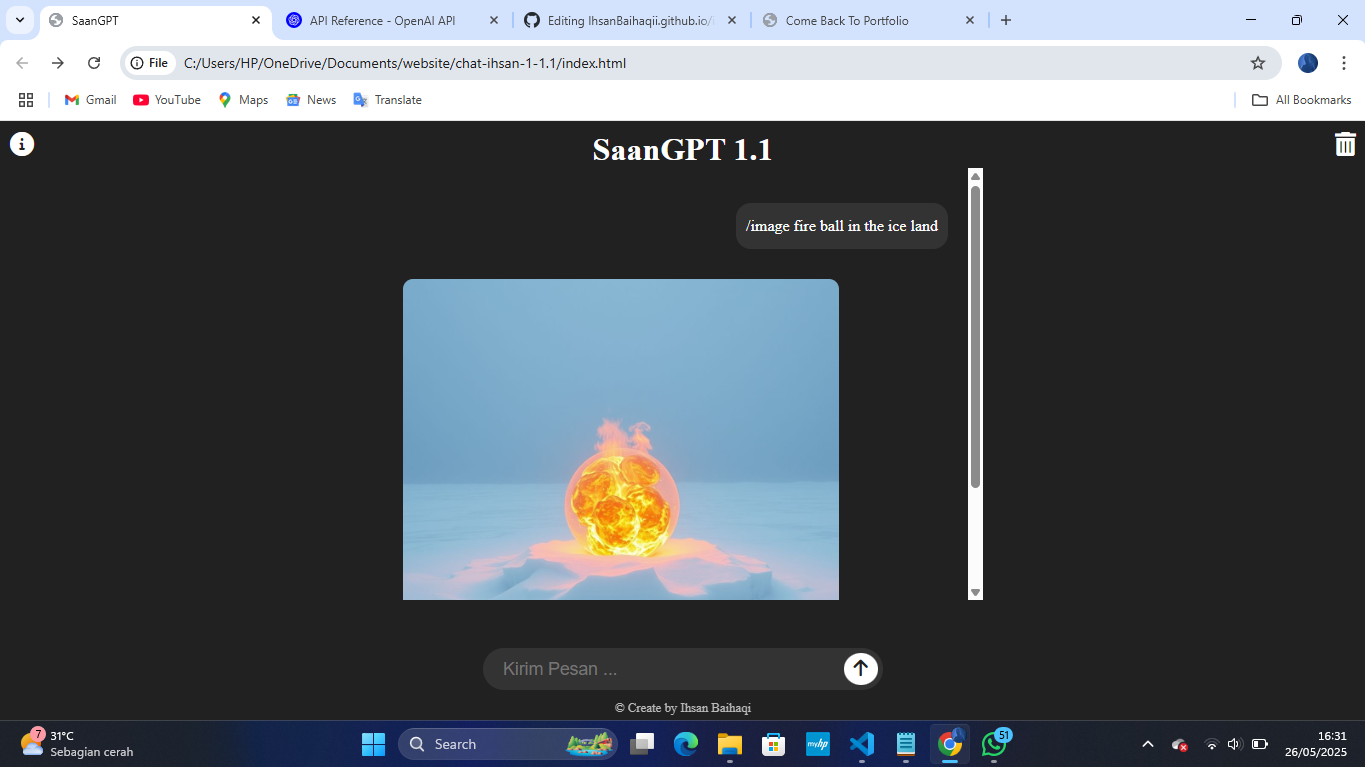 SaanGPT
API Reference - OpenAI API
Editing IhsanBaihaqii.github.io/
Come Back To Portfolio
File
C:/Users/HP/OneDrive/Documents/website/chat-ihsan-1-1.1/index.html
Gmail
YouTube
Maps
News
Translate
All Bookmarks
SaanGPT 1.1
/image fire ball in the ice land
Kirim Pesan ...
© Create by Ihsan Baihaqi
7
31°C
Sebagian cerah
Search
myhp
51
16:31
26/05/2025